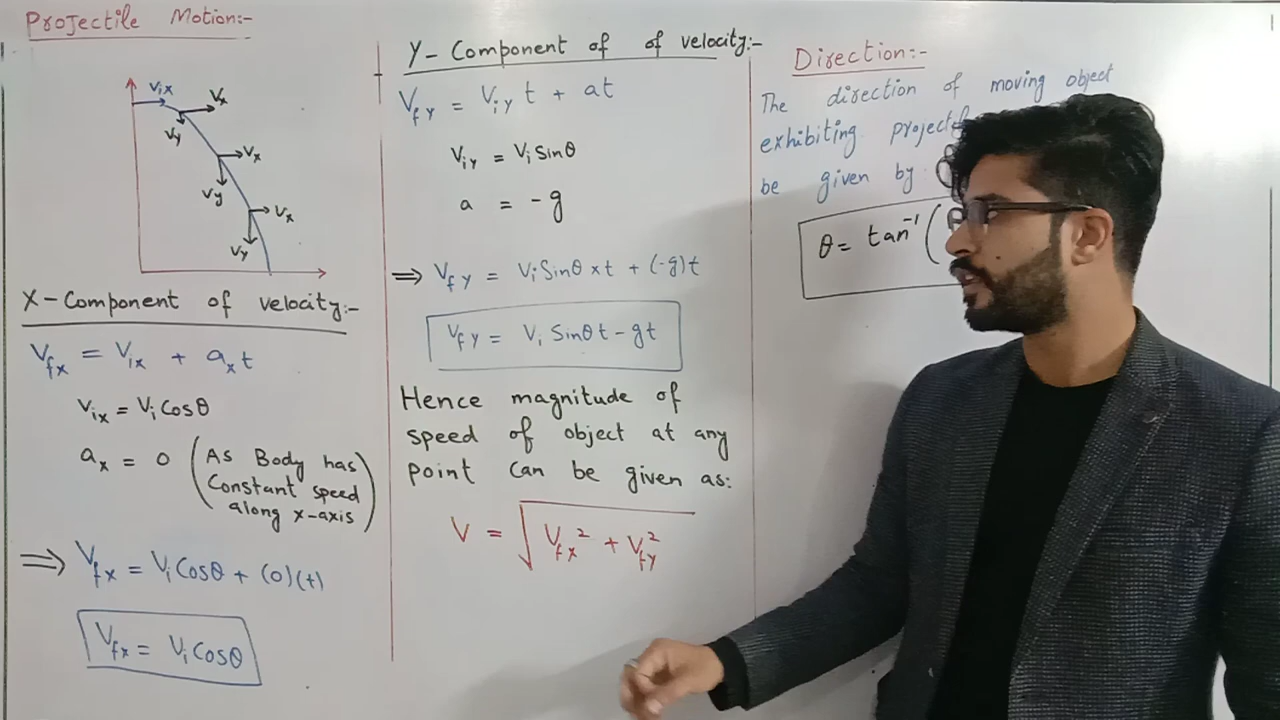 Projectile Motion:-
Vix
Vx
Vy
Vx
Vy
Vx
Vy
X-Component of velocity:-
Vfx = Vix + axt
Vix = Vi Cosθ
ax = 0 (As Body has
Constant speed
along x-axis)
⇒ Vfx = Vi Cosθ + (0)(t)
Vfx = Vi Cosθ
Y-Component of of velocity:-
Vfy = Viy t + at
Viy = Vi Sinθ
a = -g
⇒ Vfy = Vi Sinθ x t + (-g)t
Vfy = Vi Sinθt - gt
Hence magnitude of
speed of object at any
point can be given as:
V = √Vfx² + Vfy²
Direction:-
The direction of moving object
exhibiting
be given by
θ = tan⁻¹(